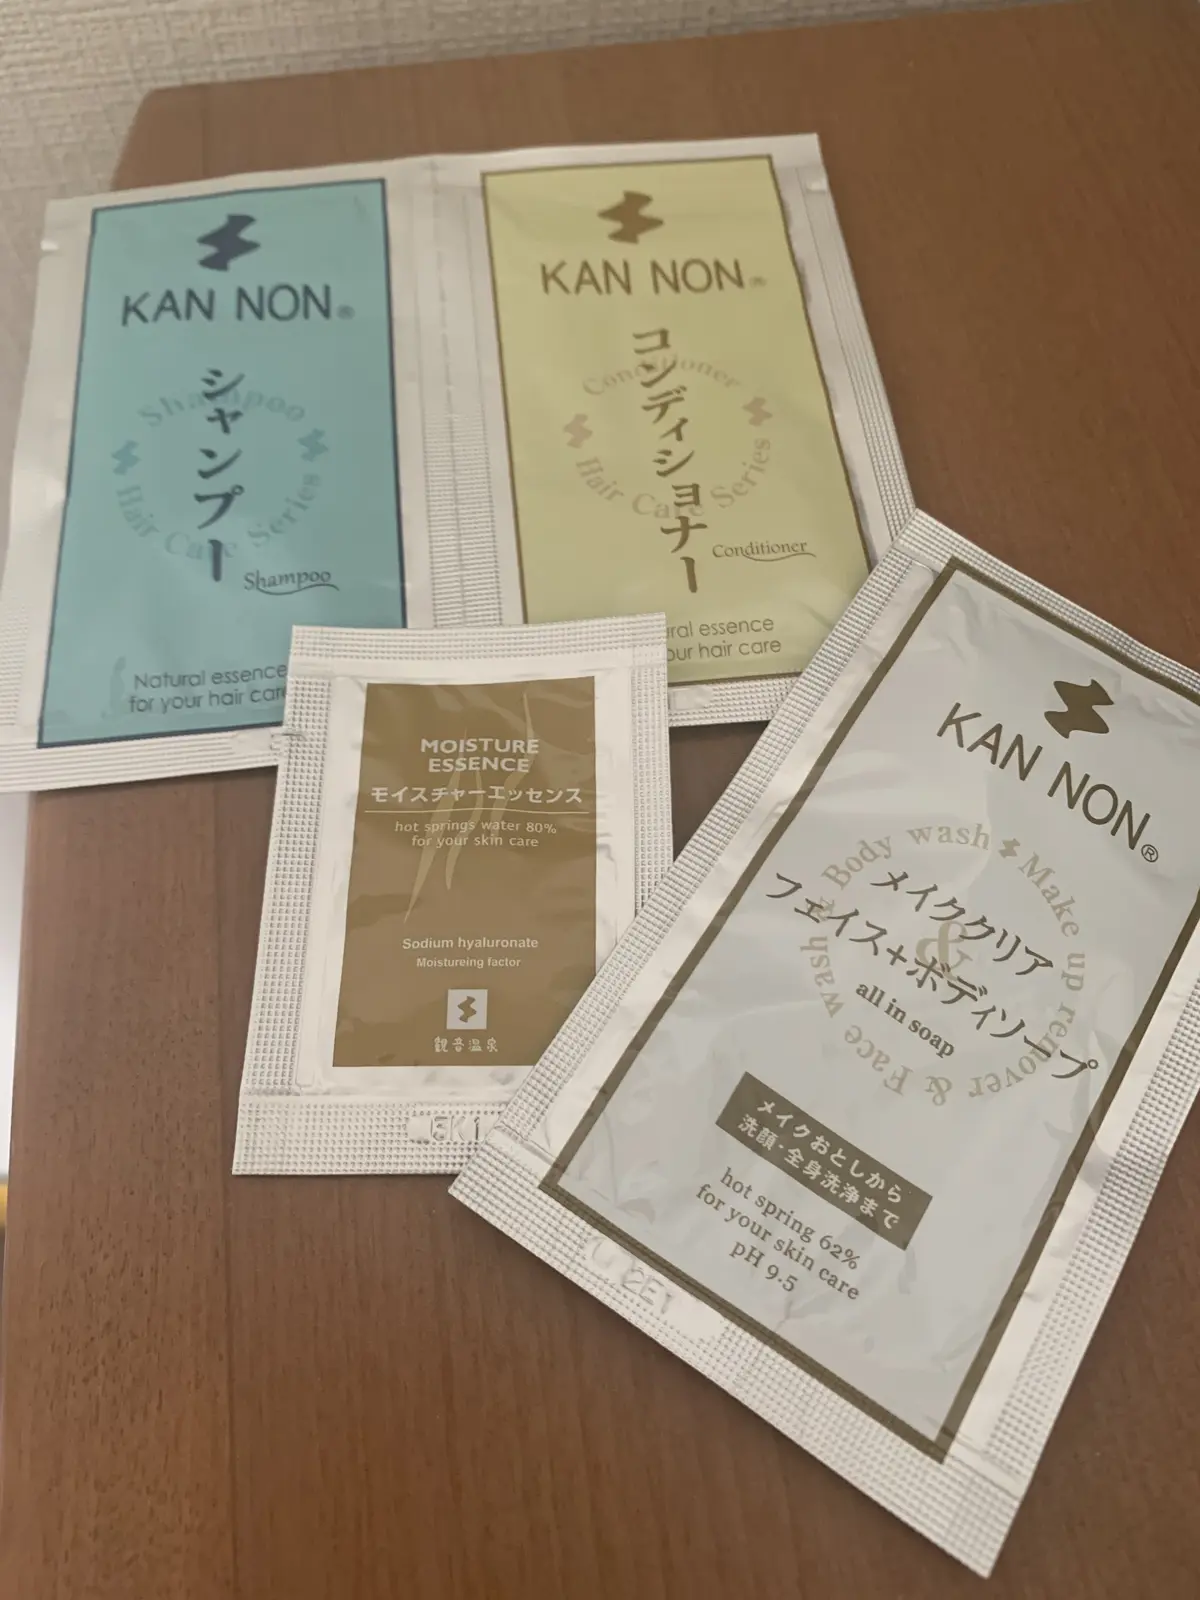 KAN NON®
シャンプー
Shampoo
Hair Care Series
Shampoo
Natural essence
for your hair care
KAN NON®
コンディショナー
Conditioner
Hair Care Series
Conditioner
essence
hair care
MOISTURE
ESSENCE
モイスチャーエッセンス
hot springs water 80%
for your skin care
Sodium hyaluronate
Moistureing factor
観音温泉
KAN NON®
Body wash
Make up remover & Face wash
&
メイククリア
フェイス+ボディソープ
all in soap
メイクおとしから
洗顔・全身洗浄まで
hot spring 62%
for your skin care
pH 9.5